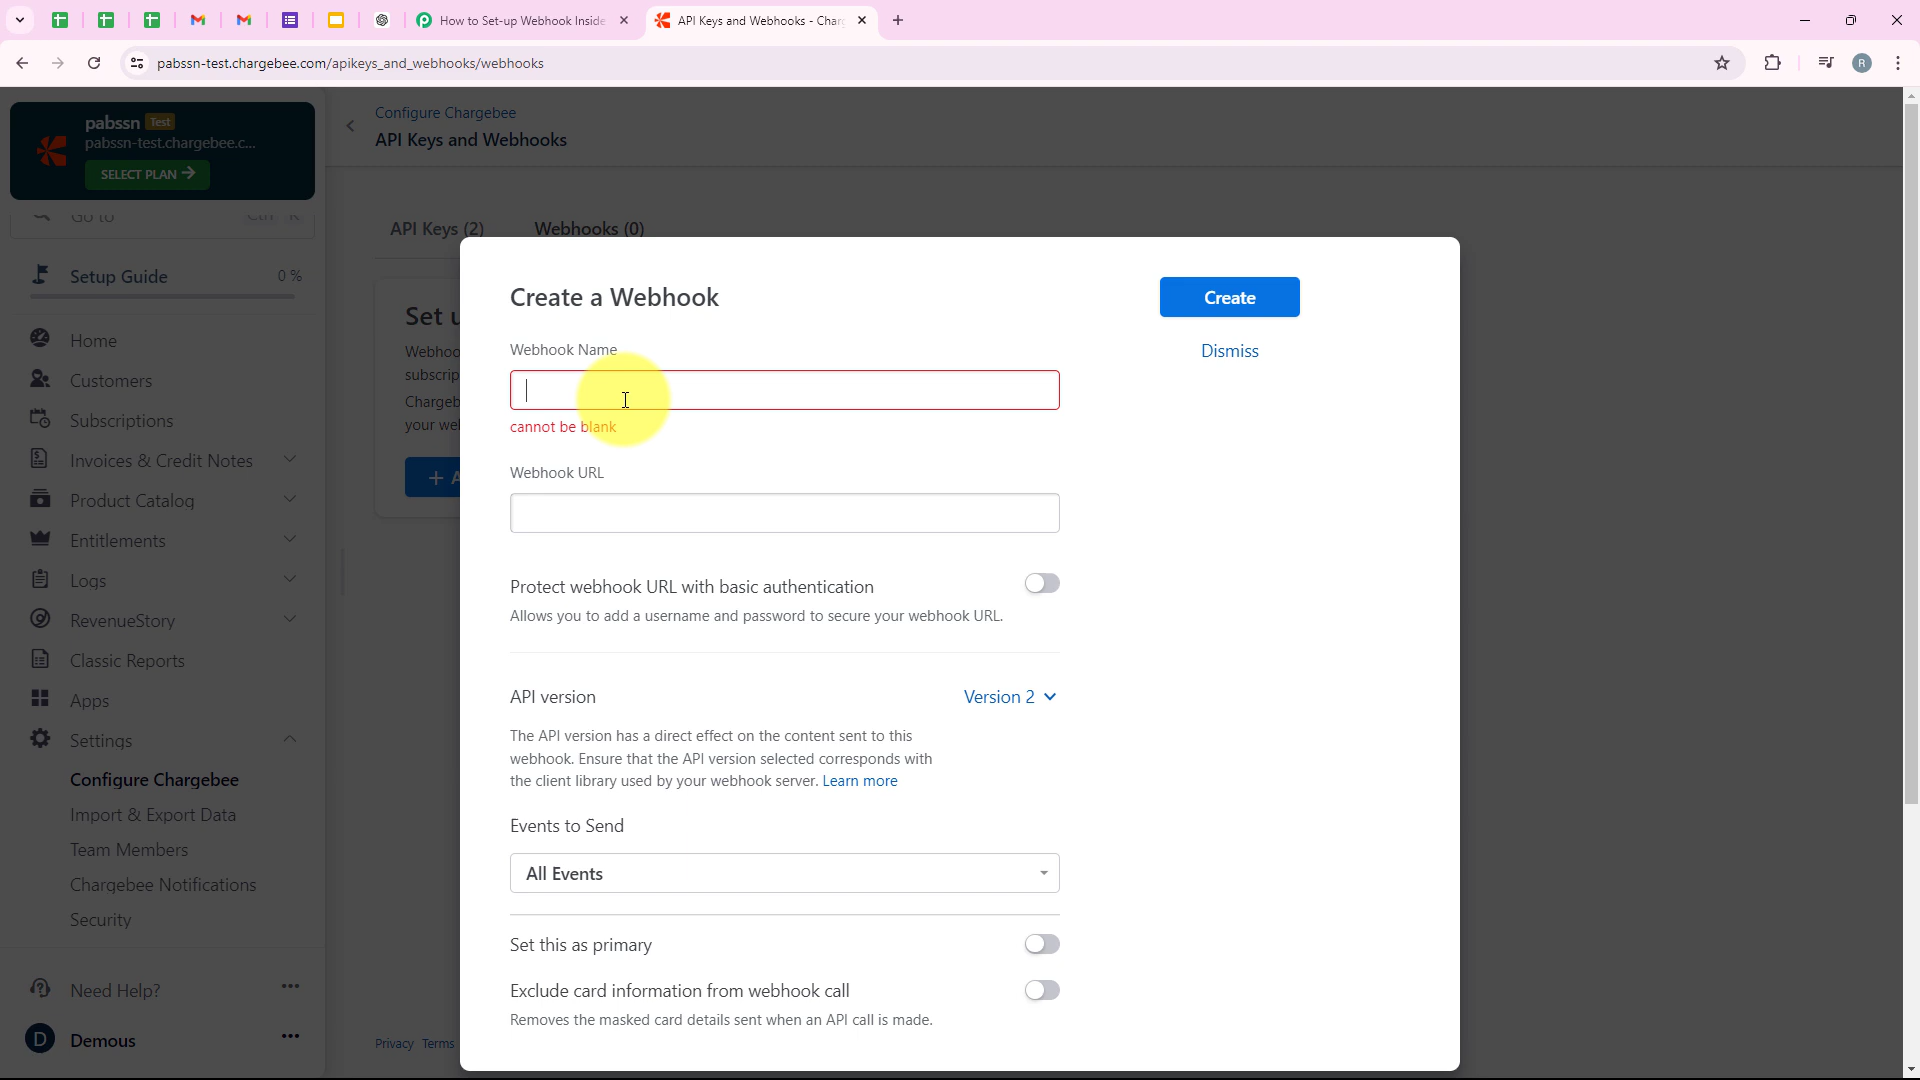 How to Set-up Webhook Inside
API Keys and Webhooks - Char
pabssn-test.chargebee.com/apikeys_and_webhooks/webhooks
R
pabssn Test
pabssn-test.chargebee.c...
SELECT PLAN
Configure Chargebee
API Keys and Webhooks
Go to Ctrl K
API Keys (2) Webhooks (0)
Setup Guide 0 %
Home
Customers
Subscriptions
Invoices & Credit Notes
Product Catalog
Entitlements
Logs
RevenueStory
Classic Reports
Apps
Settings
Configure Chargebee
Import & Export Data
Team Members
Chargebee Notifications
Security
Need Help?
Demous
D
Set u
Webhoo
subscrip
Chargeb
your we
+ A
Privacy Terms
Create a Webhook
Create
Dismiss
Webhook Name
cannot be blank
Webhook URL
Protect webhook URL with basic authentication
Allows you to add a username and password to secure your webhook URL.
API version Version 2
The API version has a direct effect on the content sent to this
webhook. Ensure that the API version selected corresponds with
the client library used by your webhook server. Learn more
Events to Send
All Events
Set this as primary
Exclude card information from webhook call
Removes the masked card details sent when an API call is made.